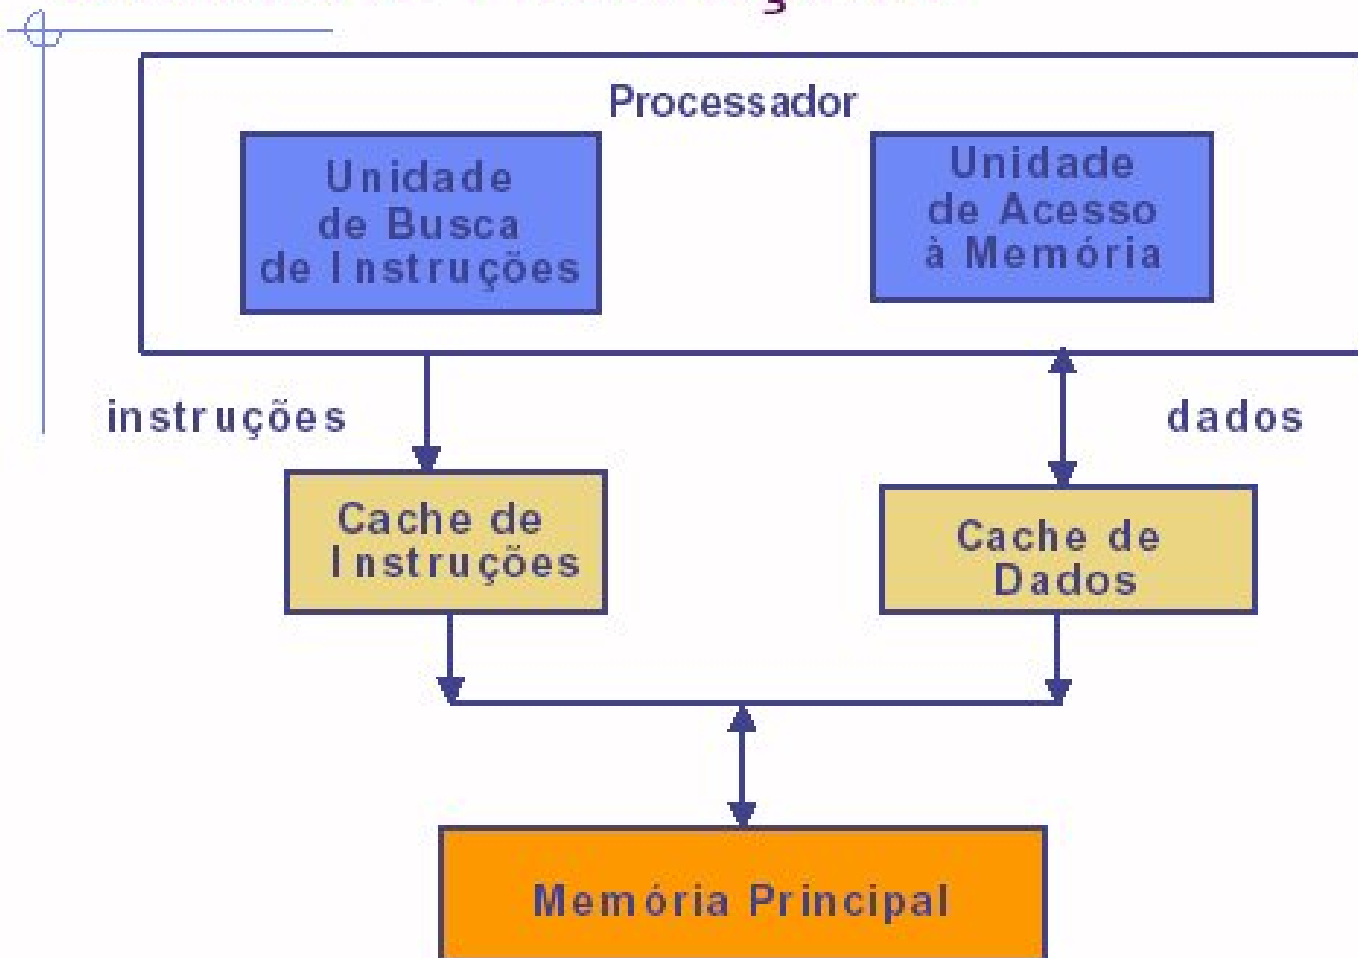 Processador
Unidade
de Busca
de Instruções
Unidade
de Acesso
à Memória
instruções
dados
Cache de
Instruções
Cache de
Dados
Memória Principal